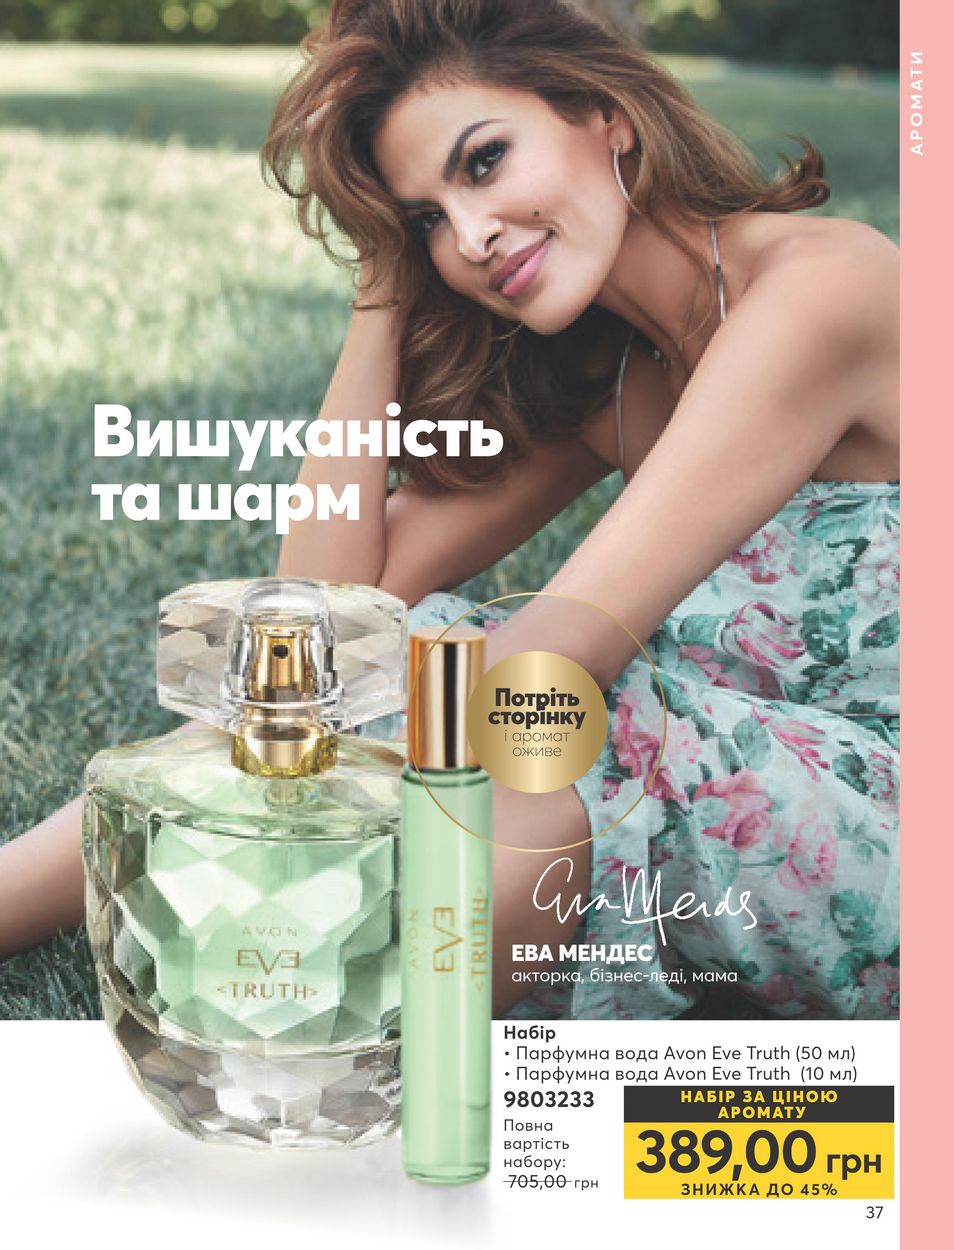 АРОМАТИ
Вишуканість
та шарм
Потріть
сторінку
і аромат
оживе
AVON
EVE
<TRUTH>
AVON
EVE
<TRUTH>
Eva Mendes
ЕВА МЕНДЕС
акторка, бізнес-леді, мама
Набір
• Парфумна вода Avon Eve Truth (50 мл)
• Парфумна вода Avon Eve Truth (10 мл)
9803233
Повна
вартість
набору:
705,00 грн
НАБІР ЗА ЦІНОЮ
АРОМАТУ
389,00 грн
ЗНИЖКА ДО 45%
37